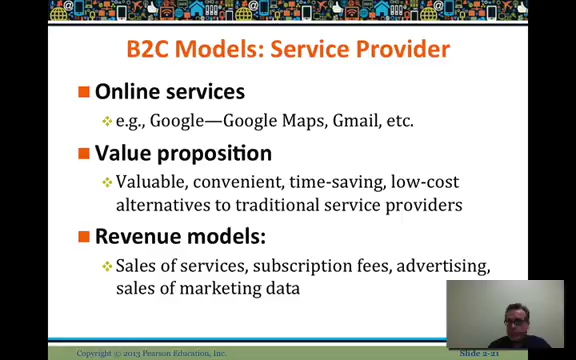 B2C Models: Service Provider
Online services
e.g., Google—Google Maps, Gmail, etc.
Value proposition
Valuable, convenient, time-saving, low-cost
alternatives to traditional service providers
Revenue models:
Sales of services, subscription fees, advertising,
sales of marketing data
Copyright © 2013 Pearson Education, Inc.
Slide 2-21